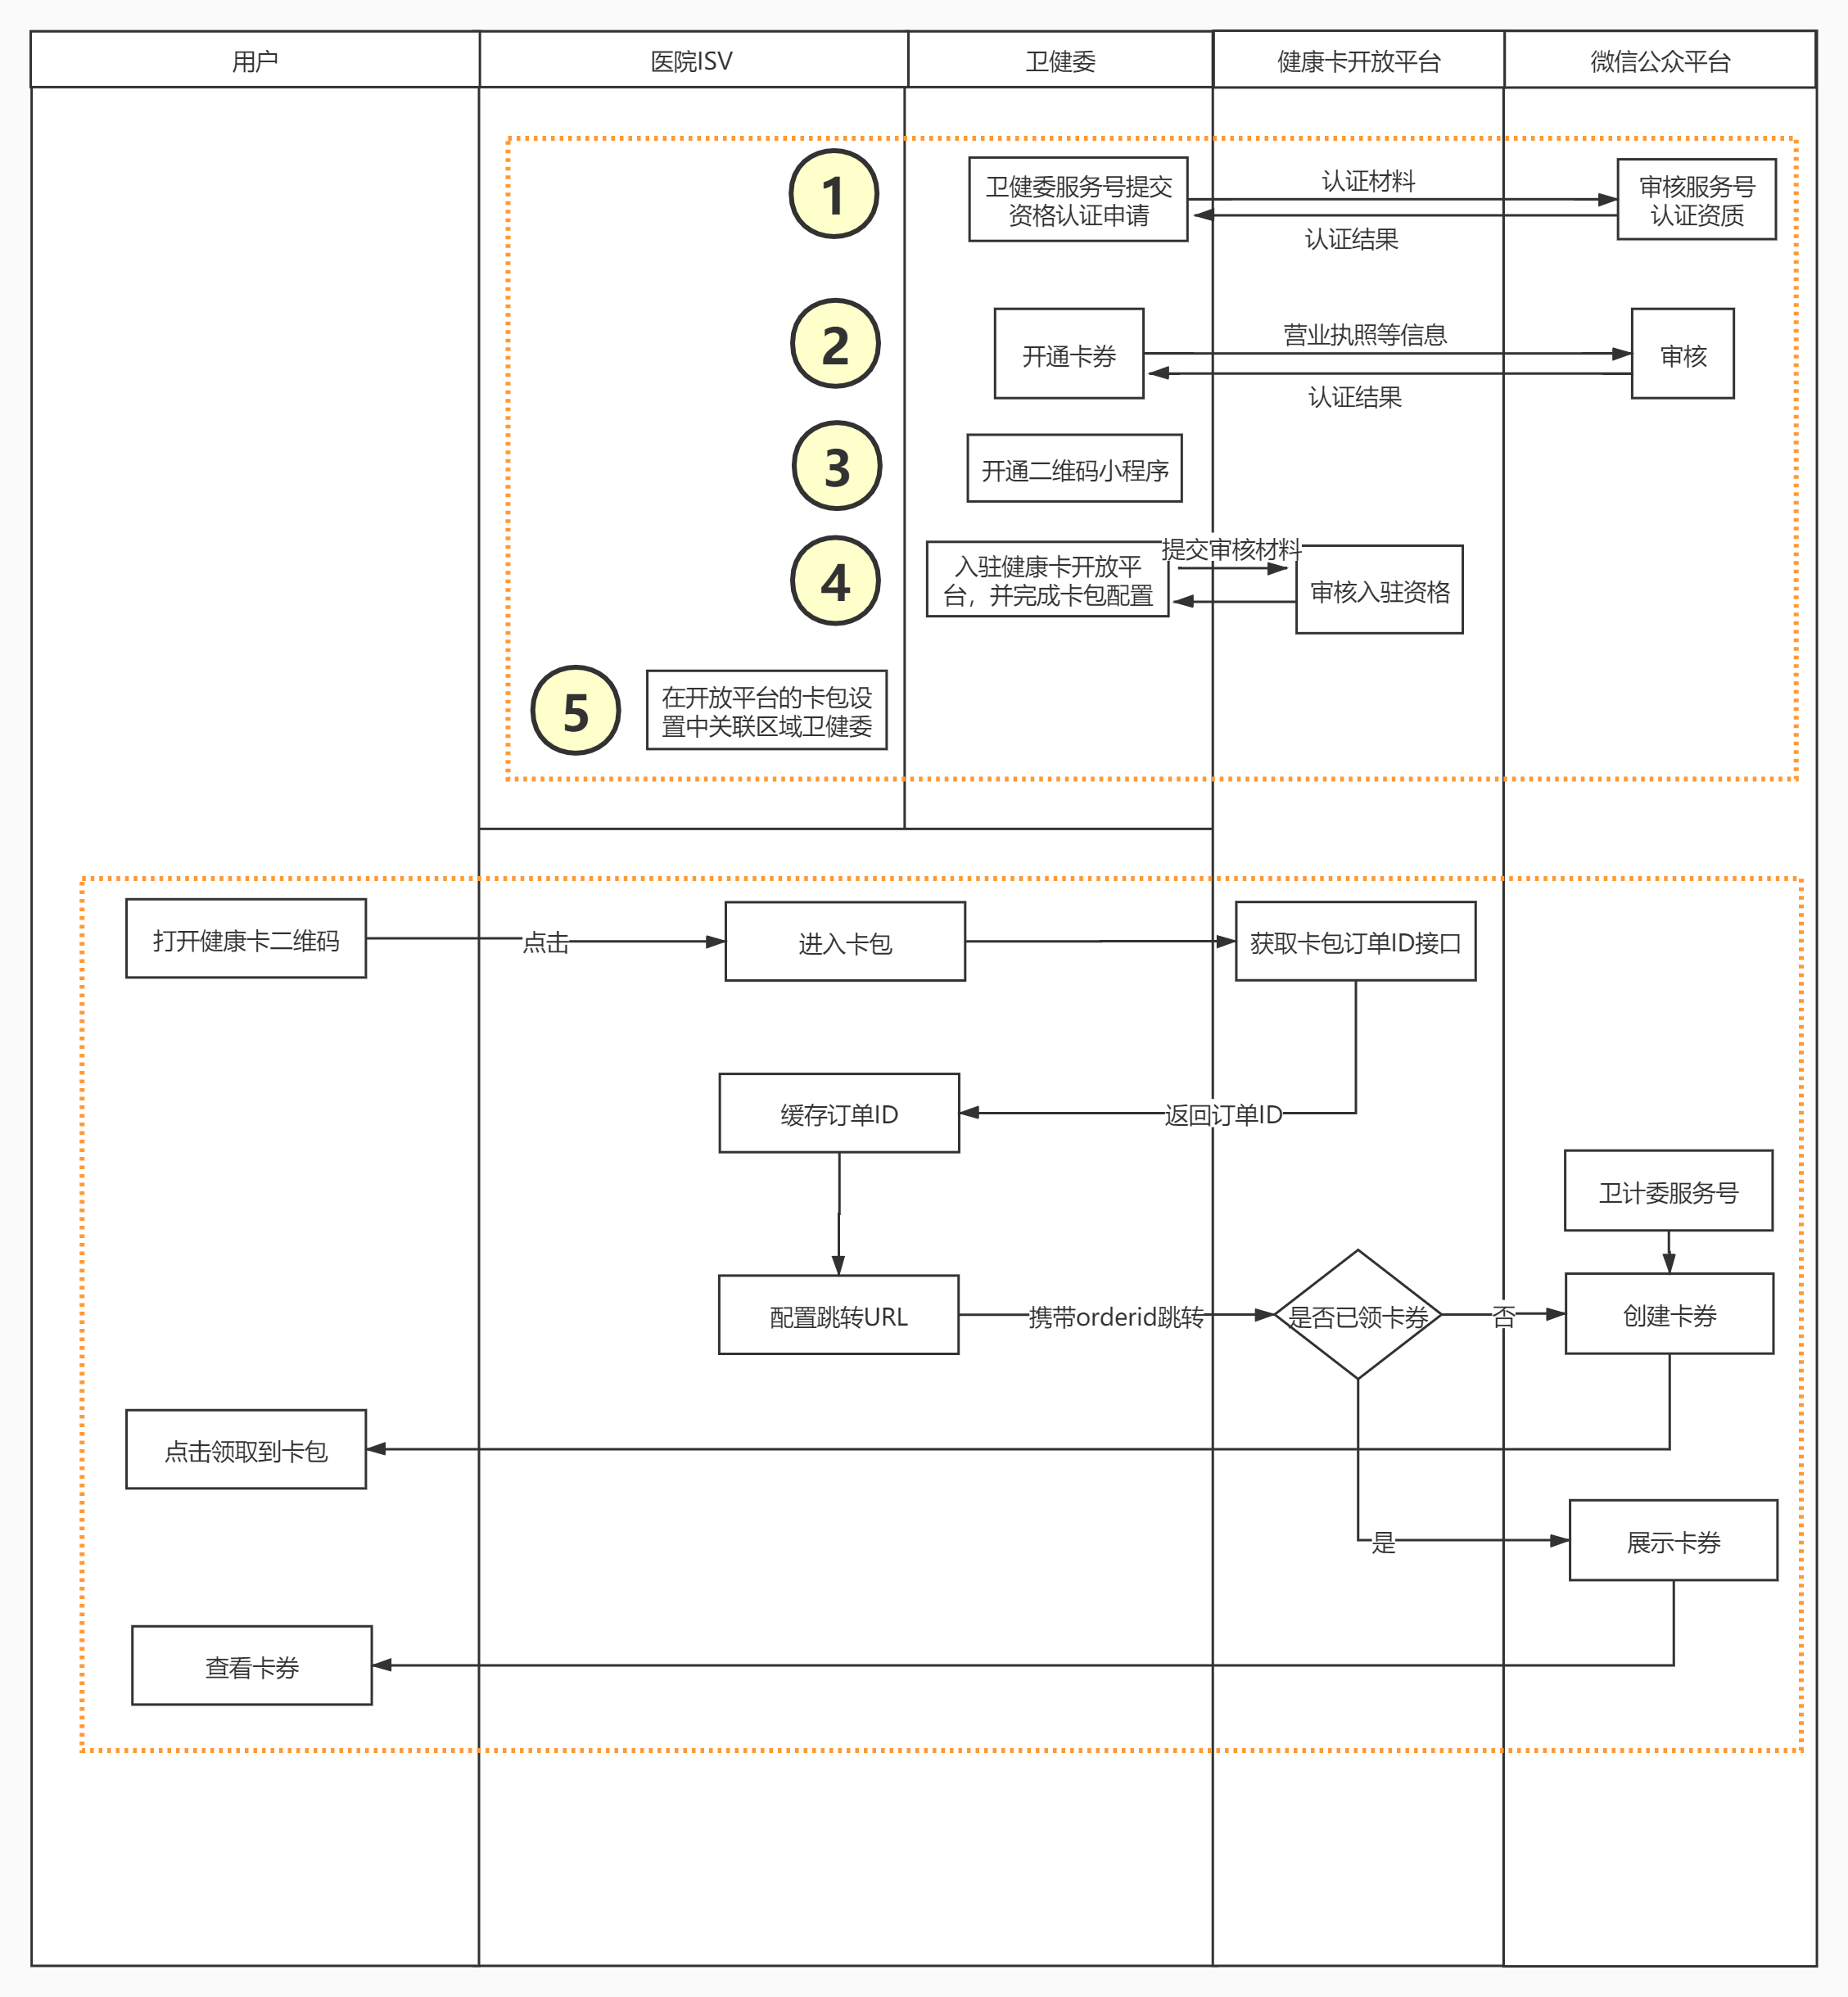 用户
医院ISV
卫健委
健康卡开放平台
微信公众平台
1
卫健委服务号提交
资格认证申请
认证材料
认证结果
审核服务号
认证资质
2
开通卡券
营业执照等信息
认证结果
审核
3
开通二维码小程序
4
入驻健康卡开放平
台，并完成卡包配置
提交审核材料
审核入驻资格
5
在开放平台的卡包设
置中关联区域卫健委
打开健康卡二维码
点击
进入卡包
获取卡包订单ID接口
缓存订单ID
返回订单ID
卫计委服务号
配置跳转URL
携带orderid跳转
是否已领卡券
否
创建卡券
点击领取到卡包
是
展示卡券
查看卡券